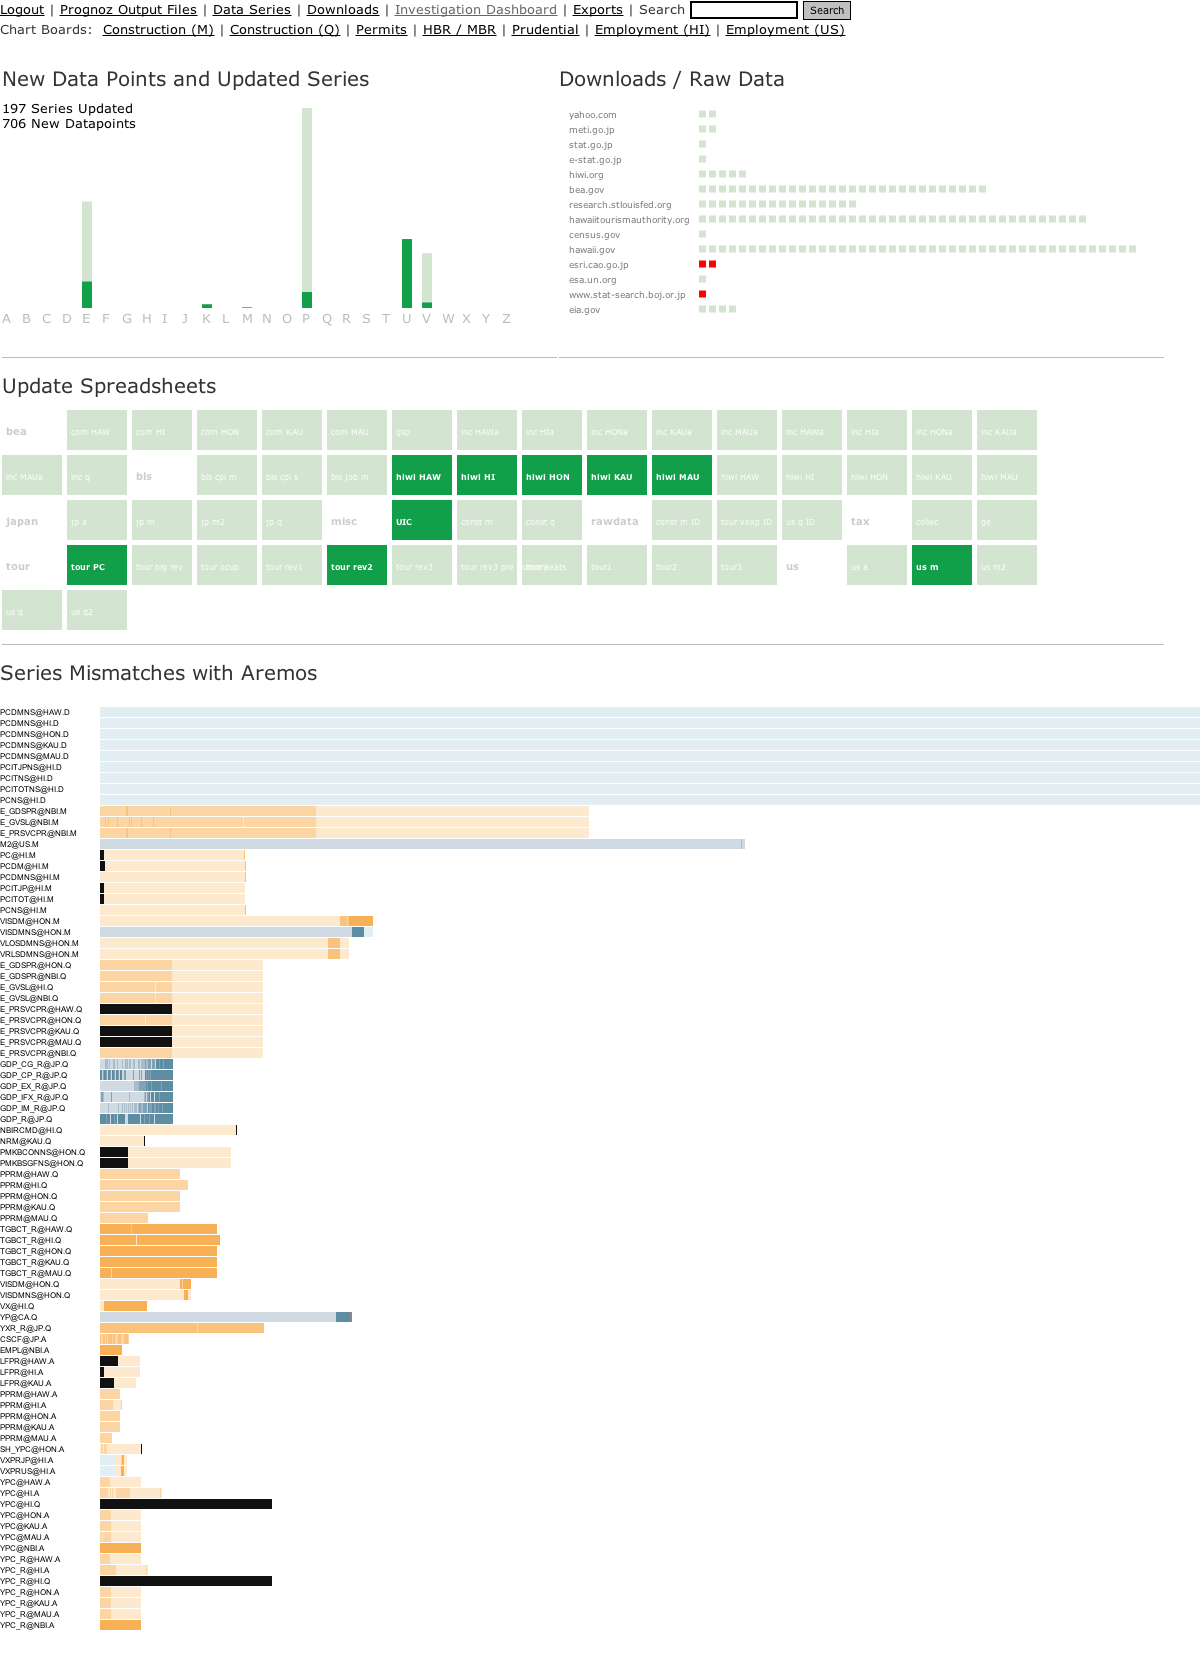 Logout | Prognoz Output Files | Data Series | Downloads | Investigation Dashboard | Exports | Search Search
Chart Boards: Construction (M) | Construction (Q) | Permits | HBR / MBR | Prudential | Employment (HI) | Employment (US)
New Data Points and Updated Series
197 Series Updated
706 New Datapoints
A B C D E F G H I J K L M N O P Q R S T U V W X Y Z
Downloads / Raw Data
yahoo.com
meti.go.jp
stat.go.jp
e-stat.go.jp
hiwi.org
bea.gov
research.stlouisfed.org
hawaiitourismauthority.org
census.gov
hawaii.gov
esri.cao.go.jp
esa.un.org
www.stat-search.boj.or.jp
eia.gov
Update Spreadsheets
bea com HAW com HI com HON com KAU com MAU gsp inc HAWa inc HIa inc HONa inc KAUa inc MAUa inc HAWa inc HIa inc HONa inc KAUa
inc MAUa inc q bls bls cpi m bls cpi s bls job m hiwi HAW hiwi HI hiwi HON hiwi KAU hiwi MAU hiwi HAW hiwi HI hiwi HON hiwi KAU hiwi MAU
japan jp a jp m jp m2 jp q misc UIC const m const q rawdata const m ID tour vexp ID us q ID tax collec ge
tour tour PC tour big rev tour ocup tour rev1 tour rev2 tour rev3 tour rev3 pre tour seats tour1 tour2 tour3 us us a us m us m2
us q us q2
Series Mismatches with Aremos
PCDMNS@HAW.D
PCDMNS@HI.D
PCDMNS@HON.D
PCDMNS@KAU.D
PCDMNS@MAU.D
PCITJPNS@HI.D
PCITNS@HI.D
PCITOTNS@HI.D
PCNS@HI.D
E_GDSPR@NBI.M
E_GVSL@NBI.M
E_PRSVCPR@NBI.M
M2@US.M
PC@HI.M
PCDM@HI.M
PCDMNS@HI.M
PCITJP@HI.M
PCITOT@HI.M
PCNS@HI.M
VISDM@HON.M
VISDMNS@HON.M
VLOSDMNS@HON.M
VRLSDMNS@HON.M
E_GDSPR@HON.Q
E_GDSPR@NBI.Q
E_GVSL@HI.Q
E_GVSL@NBI.Q
E_PRSVCPR@HAW.Q
E_PRSVCPR@HON.Q
E_PRSVCPR@KAU.Q
E_PRSVCPR@MAU.Q
E_PRSVCPR@NBI.Q
GDP_CG_R@JP.Q
GDP_CP_R@JP.Q
GDP_EX_R@JP.Q
GDP_IFX_R@JP.Q
GDP_IM_R@JP.Q
GDP_R@JP.Q
NBIRCMD@HI.Q
NRM@KAU.Q
PMKBCONNS@HON.Q
PMKBSGFNS@HON.Q
PPRM@HAW.Q
PPRM@HI.Q
PPRM@HON.Q
PPRM@KAU.Q
PPRM@MAU.Q
TGBCT_R@HAW.Q
TGBCT_R@HI.Q
TGBCT_R@HON.Q
TGBCT_R@KAU.Q
TGBCT_R@MAU.Q
VISDM@HON.Q
VISDMNS@HON.Q
VX@HI.Q
YP@CA.Q
YXR_R@JP.Q
CSCF@JP.A
EMPL@NBI.A
LFPR@HAW.A
LFPR@HI.A
LFPR@KAU.A
PPRM@HAW.A
PPRM@HI.A
PPRM@HON.A
PPRM@KAU.A
PPRM@MAU.A
SH_YPC@HON.A
VXPRJP@HI.A
VXPRUS@HI.A
YPC@HAW.A
YPC@HI.A
YPC@HI.Q
YPC@HON.A
YPC@KAU.A
YPC@MAU.A
YPC@NBI.A
YPC_R@HAW.A
YPC_R@HI.A
YPC_R@HI.Q
YPC_R@HON.A
YPC_R@KAU.A
YPC_R@MAU.A
YPC_R@NBI.A